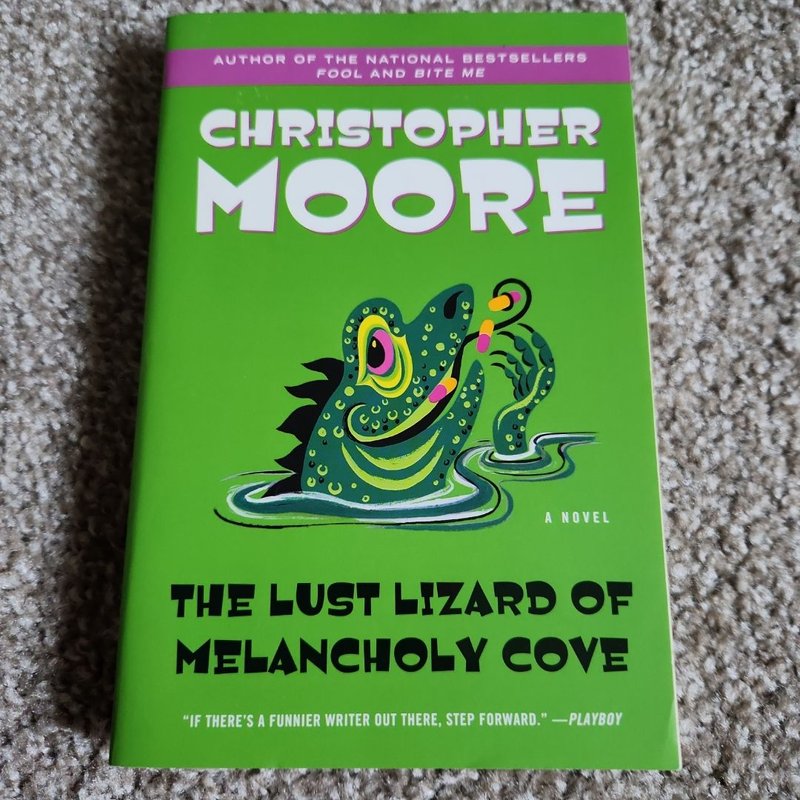 AUTHOR OF THE NATIONAL BESTSELLERS
FOOL AND BITE ME
CHRISTOPHER
MOORE
A NOVEL
THE LUST LIZARD OF
MELANCHOLY COVE
“IF THERE’S A FUNNIER WRITER OUT THERE, STEP FORWARD.” —PLAYBOY